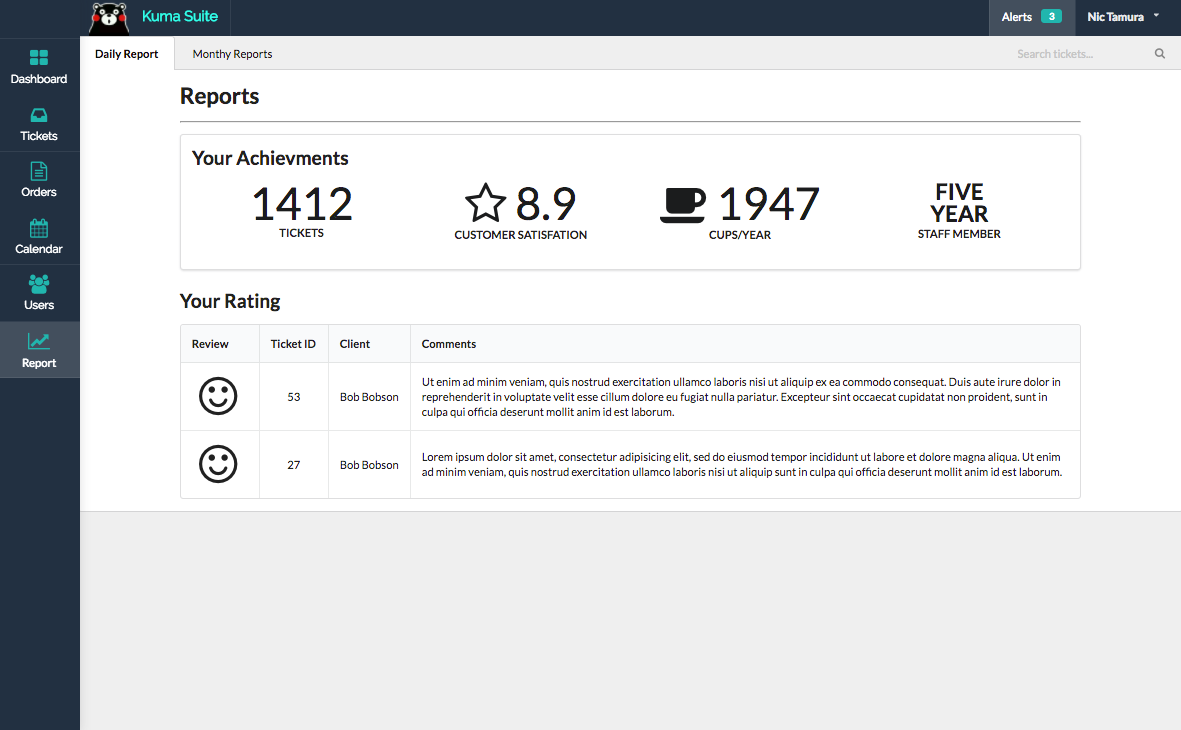 Kuma Suite
Alerts 3 Nic Tamura
Dashboard
Tickets
Orders
Calendar
Users
Report
Daily Report Monthy Reports Search tickets...
Reports
Your Achievments
1412
TICKETS
8.9
CUSTOMER SATISFATION
1947
CUPS/YEAR
FIVE
YEAR
STAFF MEMBER
Your Rating
Review Ticket ID Client Comments
53 Bob Bobson
Ut enim ad minim veniam, quis nostrud exercitation ullamco laboris nisi ut aliquip ex ea commodo consequat. Duis aute irure dolor in
reprehenderit in voluptate velit esse cillum dolore eu fugiat nulla pariatur. Excepteur sint occaecat cupidatat non proident, sunt in
culpa qui officia deserunt mollit anim id est laborum.
27 Bob Bobson
Lorem ipsum dolor sit amet, consectetur adipisicing elit, sed do eiusmod tempor incididunt ut labore et dolore magna aliqua. Ut enim
ad minim veniam, quis nostrud exercitation ullamco laboris nisi ut aliquip sunt in culpa qui officia deserunt mollit anim id est laborum.